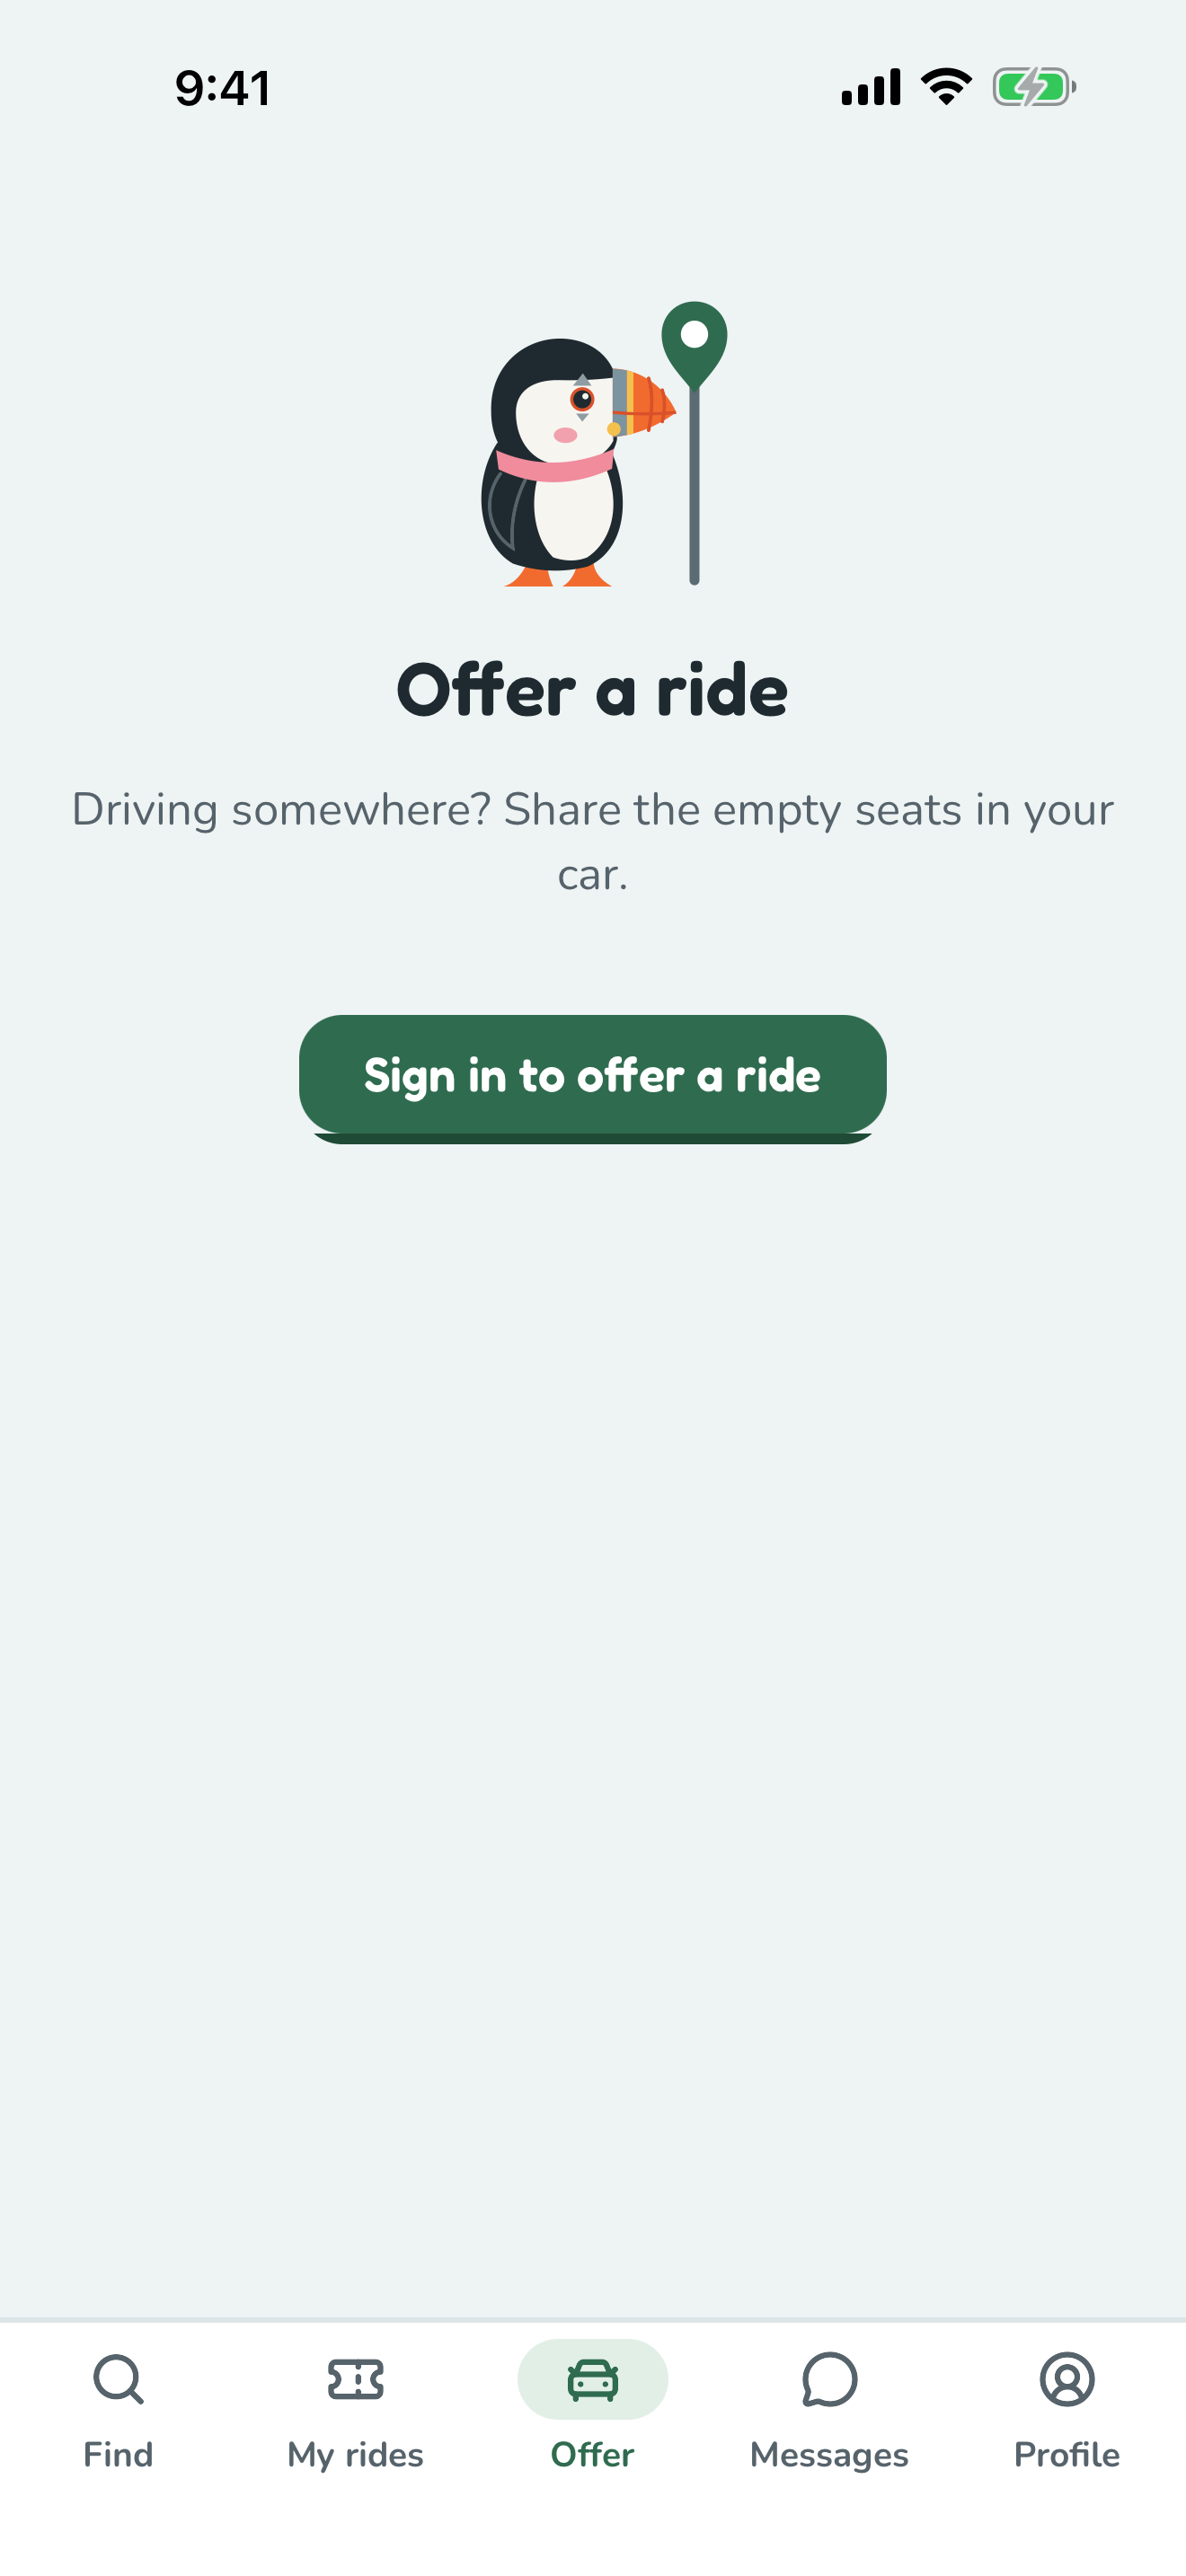 9:41
Offer a ride
Driving somewhere? Share the empty seats in your
car.
Sign in to offer a ride
Find
My rides
Offer
Messages
Profile